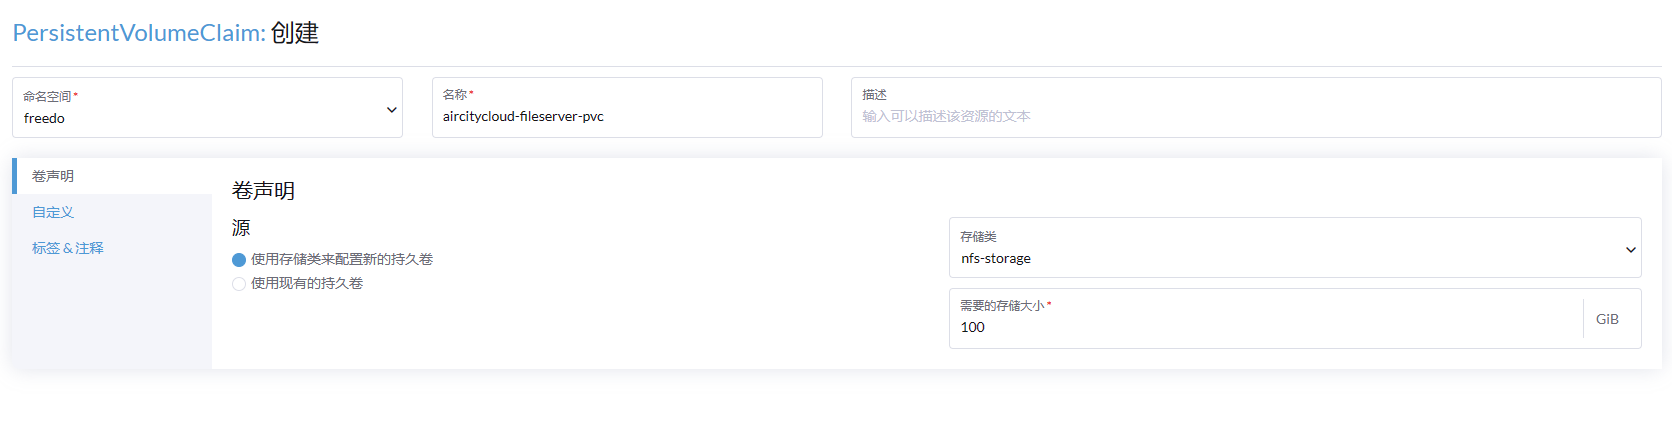 PersistentVolumeClaim: 创建
命名空间 *
freedo
名称 *
aircitycloud-fileserver-pvc
描述
输入可以描述该资源的文本
卷声明
自定义
标签 & 注释
卷声明
源
使用存储类来配置新的持久卷
使用现有的持久卷
存储类
nfs-storage
需要的存储大小 *
100
GiB